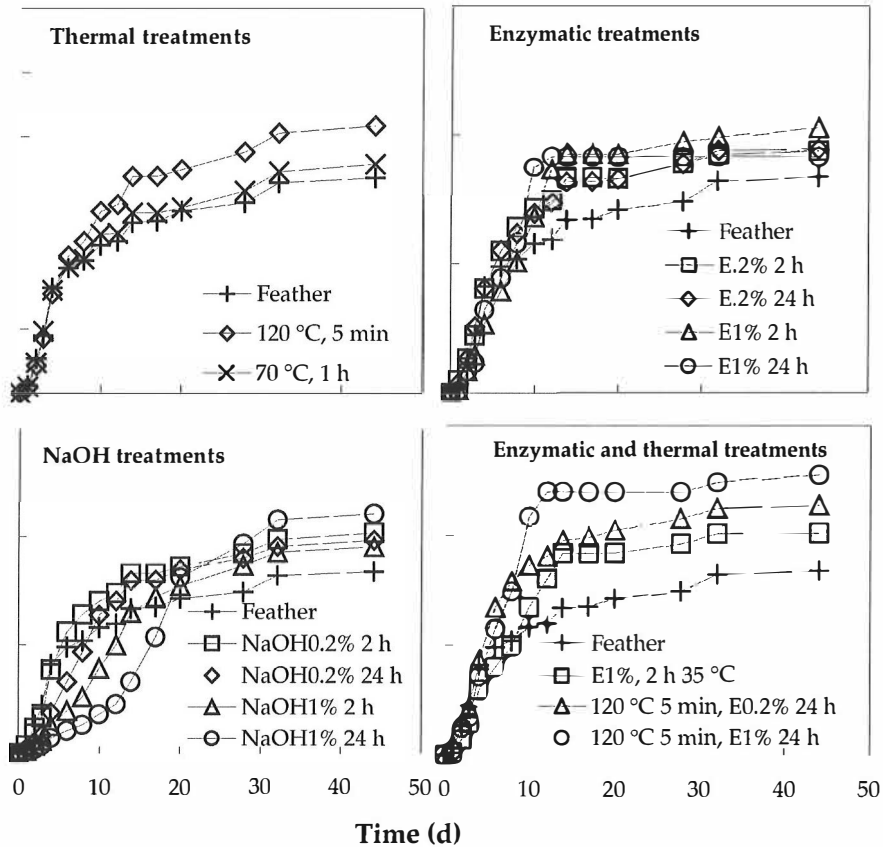 Thermal treatments
Feather
120 °C, 5 min
70 °C, 1 h
Enzymatic treatments
Feather
E.2% 2 h
E.2% 24 h
E1% 2 h
E1% 24 h
NaOH treatments
Feather
NaOH0.2% 2 h
NaOH0.2% 24 h
NaOH1% 2 h
NaOH1% 24 h
0 10 20 30 40 50
Enzymatic and thermal treatments
Feather
E1%, 2 h 35 °C
120 °C 5 min, E0.2% 24 h
120 °C 5 min, E1% 24 h
0 10 20 30 40 50
Time (d)